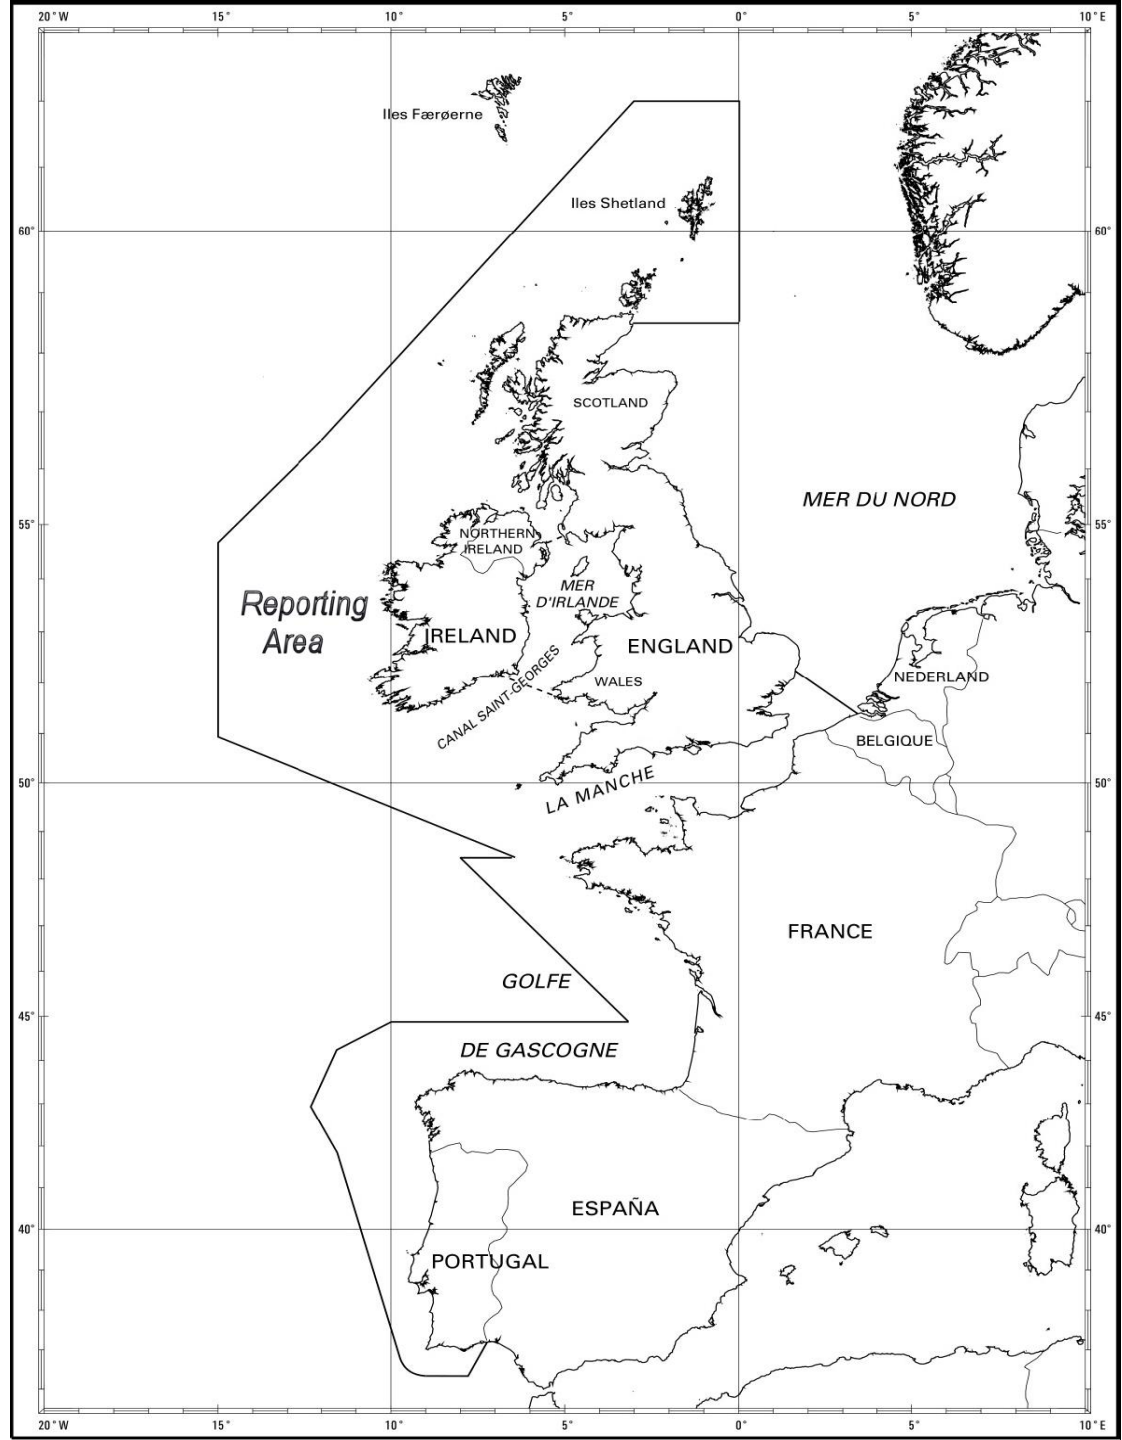 20° W 10° 5° 0° 5° 10° E
Iles Færøerne
Iles Shetland
60° 60°
SCOTLAND
MER DU NORD
55° 55°
NORTHERN
IRELAND
MER
D'IRLANDE
Reporting
Area
IRELAND
ENGLAND
CANAL SAINT-GEORGES
WALES
NEDERLAND
BELGIQUE
50° 50°
LA MANCHE
FRANCE
GOLFE
45° 45°
DE GASCOGNE
ESPAÑA
40° 40°
PORTUGAL
20° W 15° 10° 5° 0° 5° 10° E